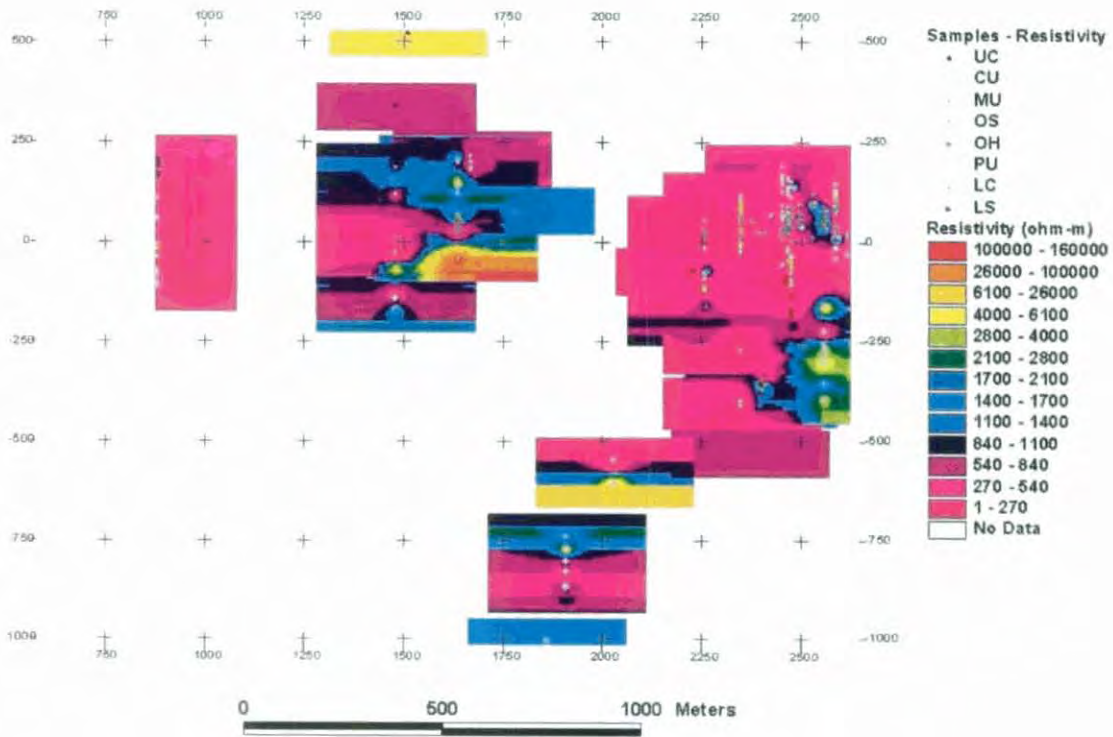 750 1000 1250 1500 1750 2000 2250 2500
500- -500
250- -250
0- -0
-250 -250
-500 -500
-750 -750
-1000 -1000
750 1000 1250 1500 1750 2000 2250 2500
0 500 1000 Meters
Samples - Resistivity
UC
CU
MU
OS
OH
PU
LC
LS
Resistivity (ohm-m)
100000 - 160000
26000 - 100000
6100 - 26000
4000 - 6100
2800 - 4000
2100 - 2800
1700 - 2100
1400 - 1700
1100 - 1400
840 - 1100
540 - 840
270 - 540
1 - 270
No Data